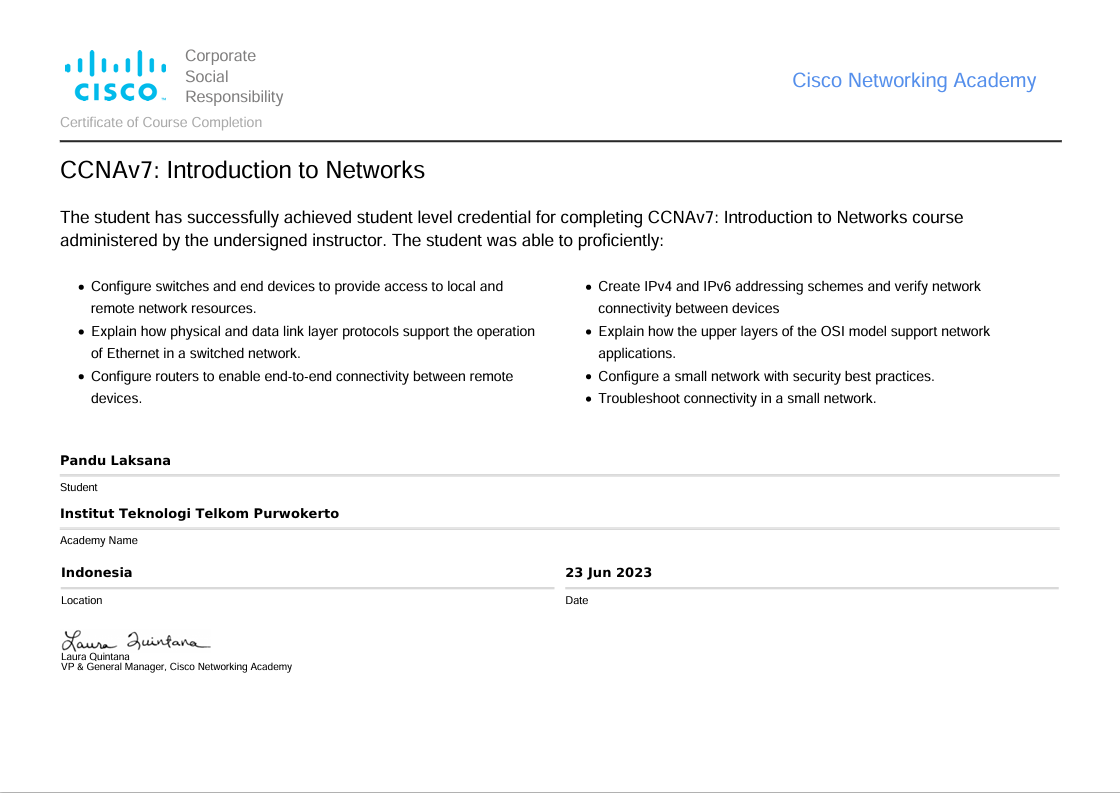 CISCO™
Corporate
Social
Responsibility
Cisco Networking Academy
Certificate of Course Completion
CCNAv7: Introduction to Networks
The student has successfully achieved student level credential for completing CCNAv7: Introduction to Networks course
administered by the undersigned instructor. The student was able to proficiently:
• Configure switches and end devices to provide access to local and
remote network resources.
• Explain how physical and data link layer protocols support the operation
of Ethernet in a switched network.
• Configure routers to enable end-to-end connectivity between remote
devices.
• Create IPv4 and IPv6 addressing schemes and verify network
connectivity between devices
• Explain how the upper layers of the OSI model support network
applications.
• Configure a small network with security best practices.
• Troubleshoot connectivity in a small network.
Pandu Laksana
Student
Institut Teknologi Telkom Purwokerto
Academy Name
Indonesia
Location
23 Jun 2023
Date
Laura Quintana
Laura Quintana
VP & General Manager, Cisco Networking Academy